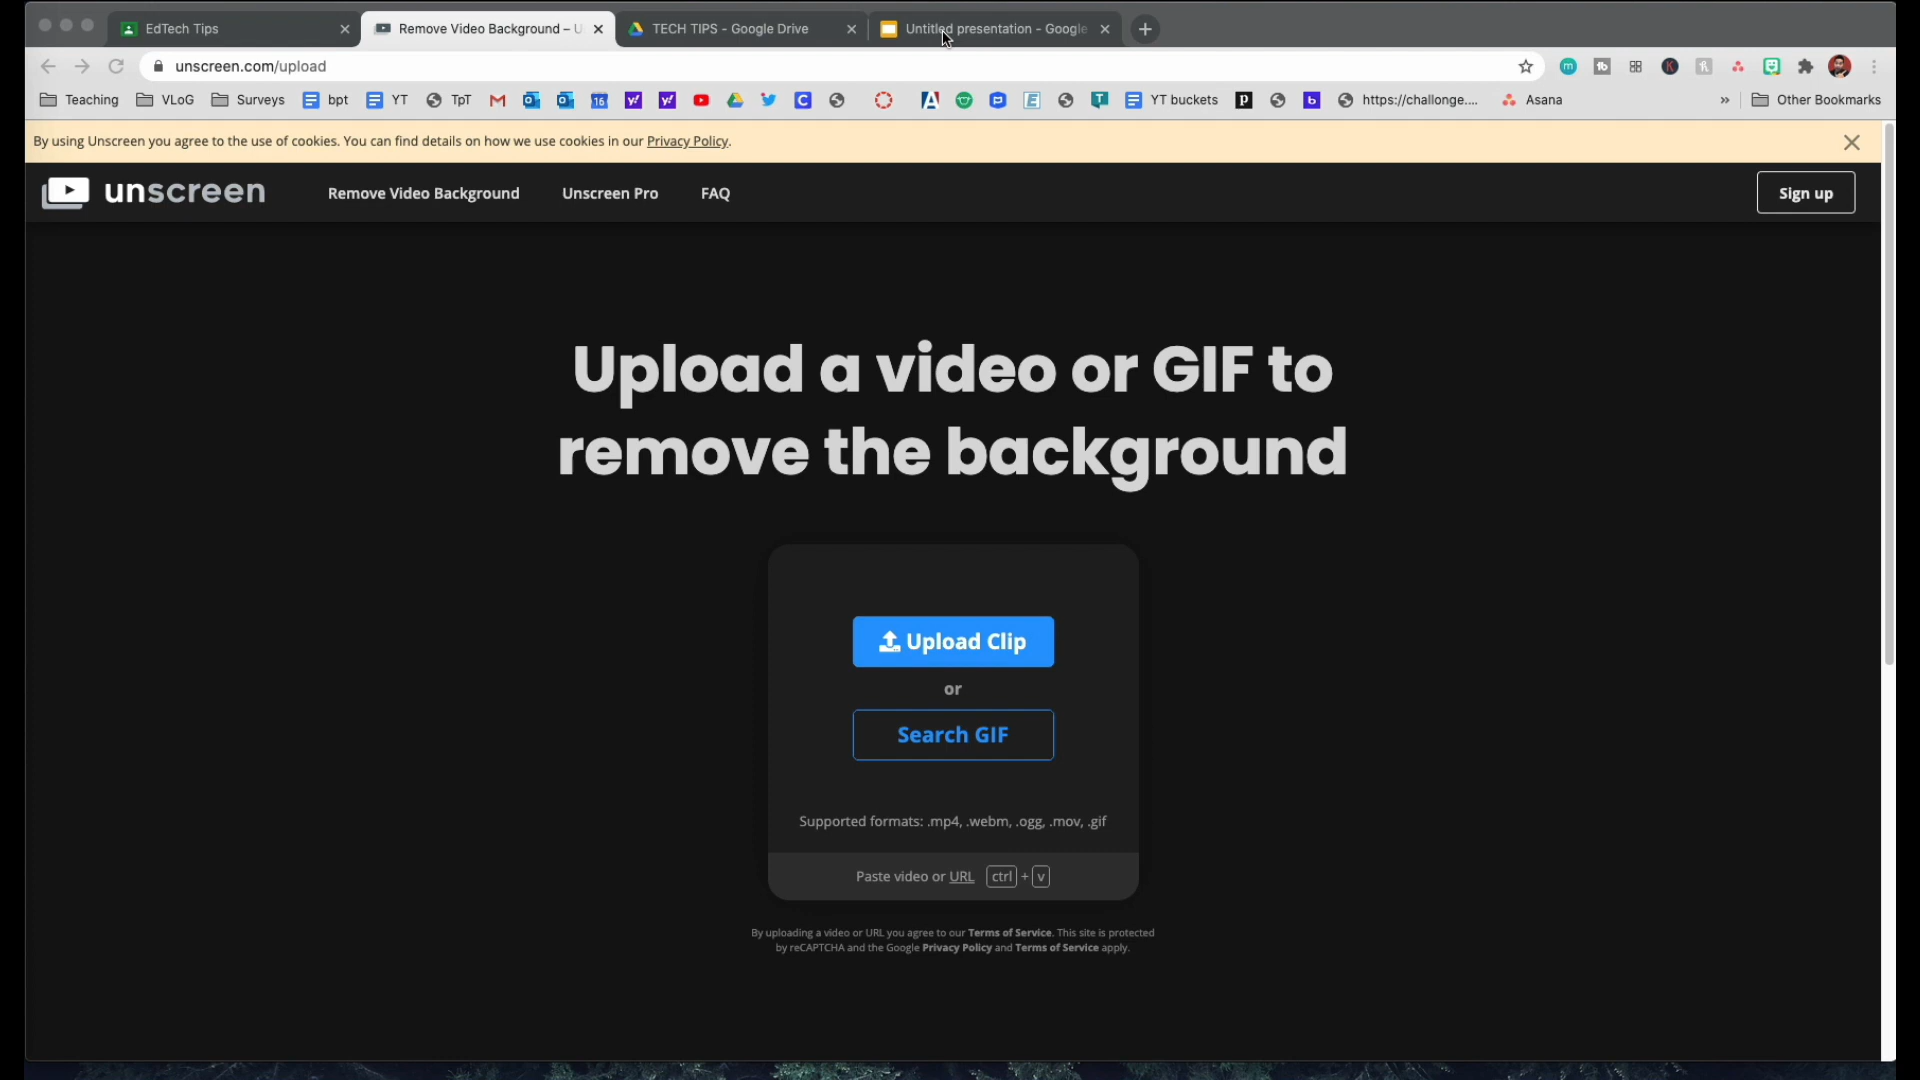 EdTech Tips
Remove Video Background – U
TECH TIPS - Google Drive
Untitled presentation - Google
unscreen.com/upload
Teaching
VLoG
Surveys
bpt
YT
TpT
16
YT buckets
https://challonge....
Asana
»
Other Bookmarks
By using Unscreen you agree to the use of cookies. You can find details on how we use cookies in our Privacy Policy.
unscreen
Remove Video Background
Unscreen Pro
FAQ
Sign up
Upload a video or GIF to
remove the background
Upload Clip
or
Search GIF
Supported formats: .mp4, .webm, .ogg, .mov, .gif
Paste video or URL ctrl + v
By uploading a video or URL you agree to our Terms of Service. This site is protected
by reCAPTCHA and the Google Privacy Policy and Terms of Service apply.